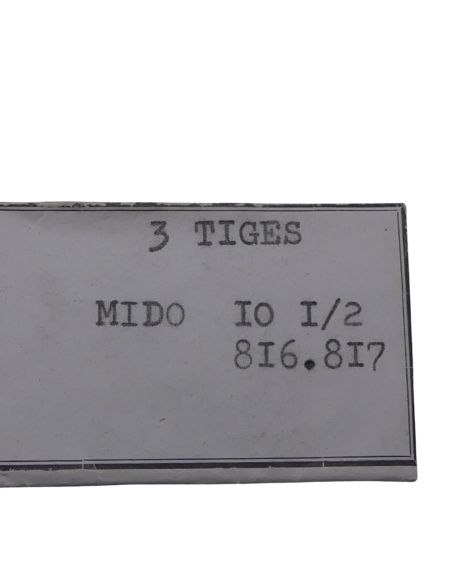 3 TIGES
MIDO IO I/2
8I6.8I7